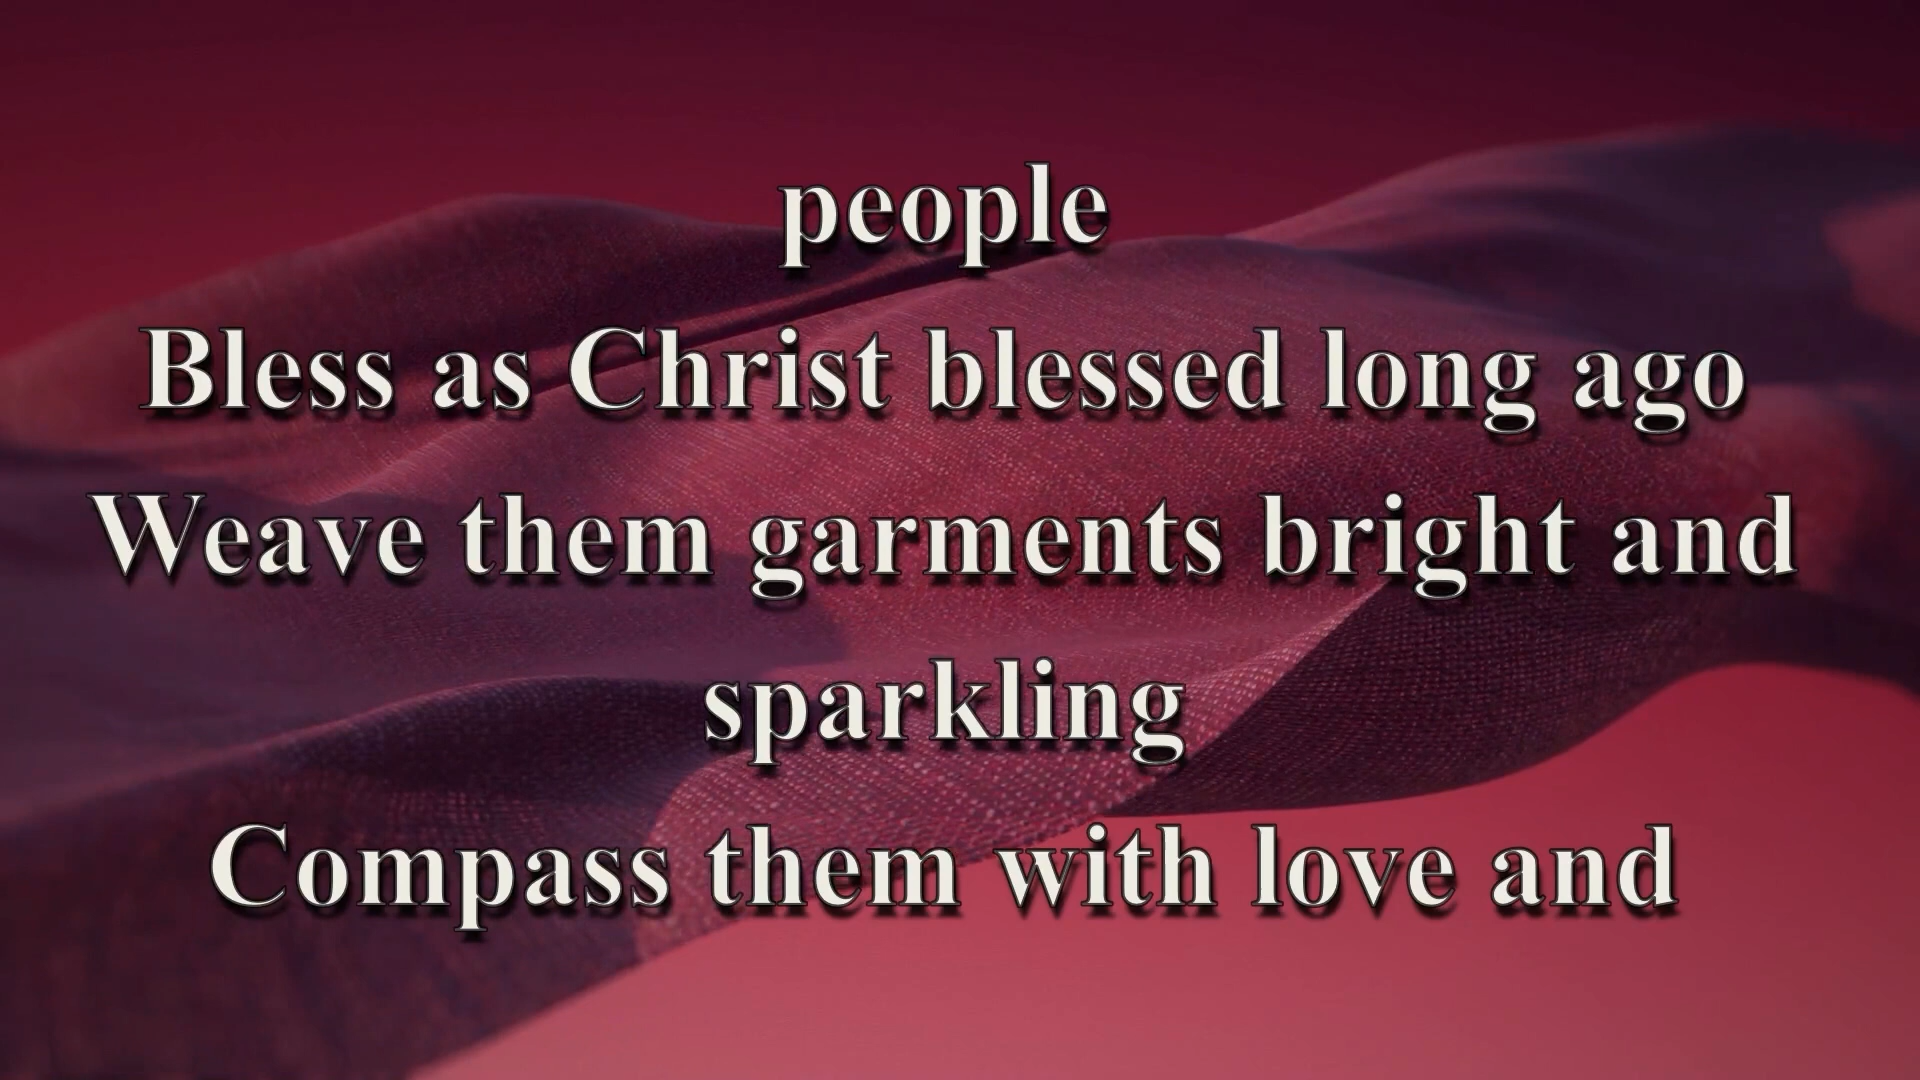 people
Bless as Christ blessed long ago
Weave them garments bright and
sparkling
Compass them with love and